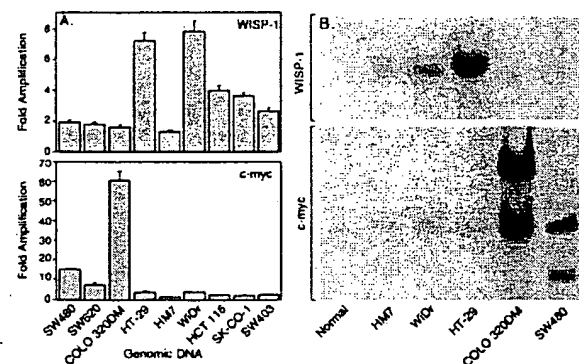 A.
WISP-1
Fold Amplification
8
6
4
2
0
c-myc
Fold Amplification
70
60
50
40
30
20
10
0
SW480
SW620
COLO 320DM
HT-29
HM7
WiDr
HCT 116
SK-CO-1
SW403
Genomic DNA
B.
WISP-1
c-myc
Normal
HM7
WiDr
HT-29
COLO 320DM
SW480